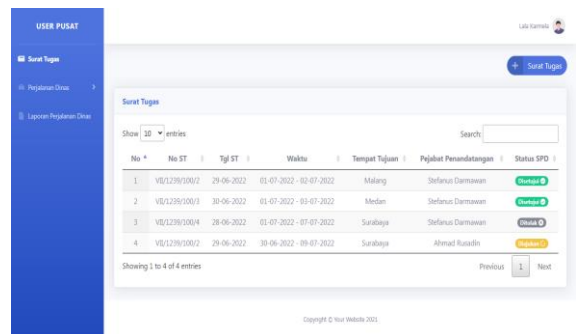 USER PUSAT
Lala Karmela
Surat Tugas
+ Surat Tugas
Perjalanan Dinas
Laporan Perjalanan Dinas
Surat Tugas
Show 10 entries
Search:
No No ST Tgl ST Waktu Tempat Tujuan Pejabat Penandatangan Status SPD
1 VII/1239/100/2 29-06-2022 01-07-2022 - 02-07-2022 Malang Stefanus Darmawan Disetujui
2 VII/1239/100/3 30-06-2022 01-07-2022 - 03-07-2022 Medan Stefanus Darmawan Disetujui
3 VII/1239/100/4 28-06-2022 01-07-2022 - 07-07-2022 Surabaya Stefanus Darmawan Ditolak
4 VII/1239/100/2 29-06-2022 30-06-2022 - 09-07-2022 Surabaya Ahmad Rusadin Diajukan
Showing 1 to 4 of 4 entries
Previous 1 Next
Copyright © Your Website 2021